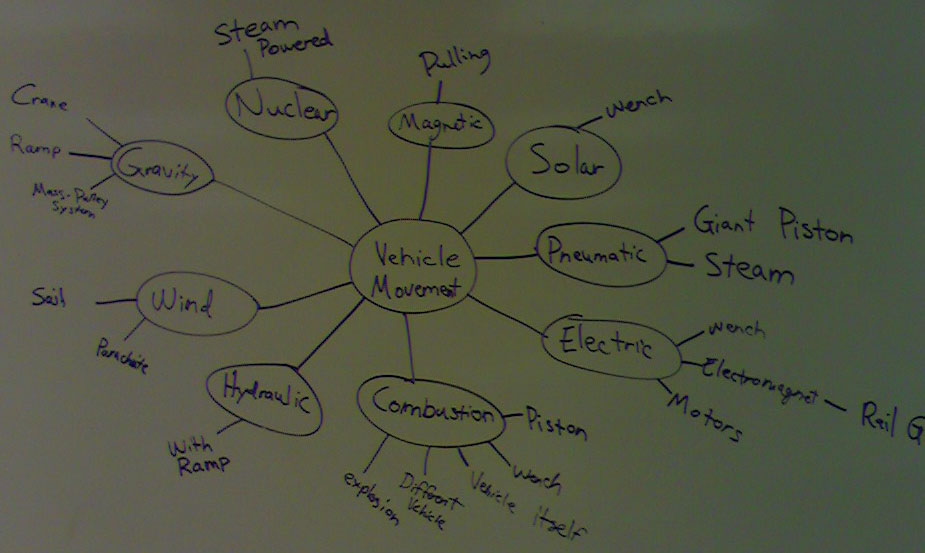 Steam
Powered
Nuclear
Pulling
Magnetic
Wench
Solar
Crane
Ramp
Mass-Pulley
System
Gravity
Vehicle
Movement
Pneumatic
Giant Piston
Steam
Sail
Wind
Parachute
Electric
Wench
Electromagnet
Rail G
Motors
Hydraulic
With
Ramp
Combustion
Piston
Wench
Vehicle itself
Different
Vehicle
explosion